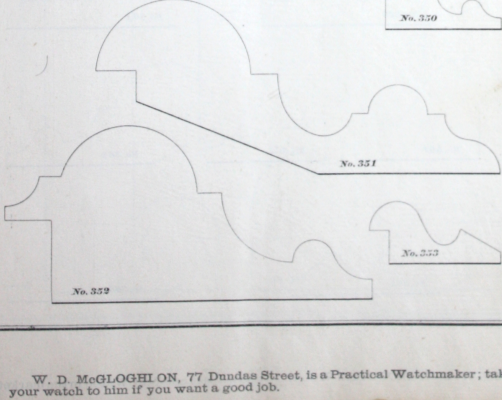 No. 350
No. 351
No. 352
No. 353
W. D. McGLOGHLON, 77 Dundas Street, is a Practical Watchmaker; tak
your watch to him if you want a good job.